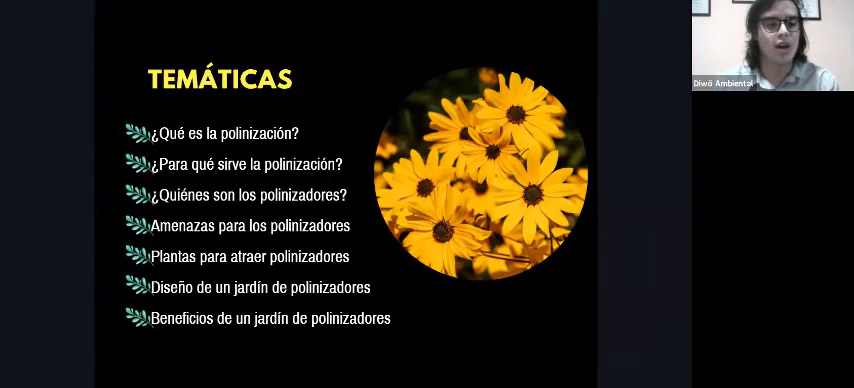 TEMÁTICAS
¿Qué es la polinización?
¿Para qué sirve la polinización?
¿Quiénes son los polinizadores?
Amenazas para los polinizadores
Plantas para atraer polinizadores
Diseño de un jardín de polinizadores
Beneficios de un jardín de polinizadores
Diwö Ambiental